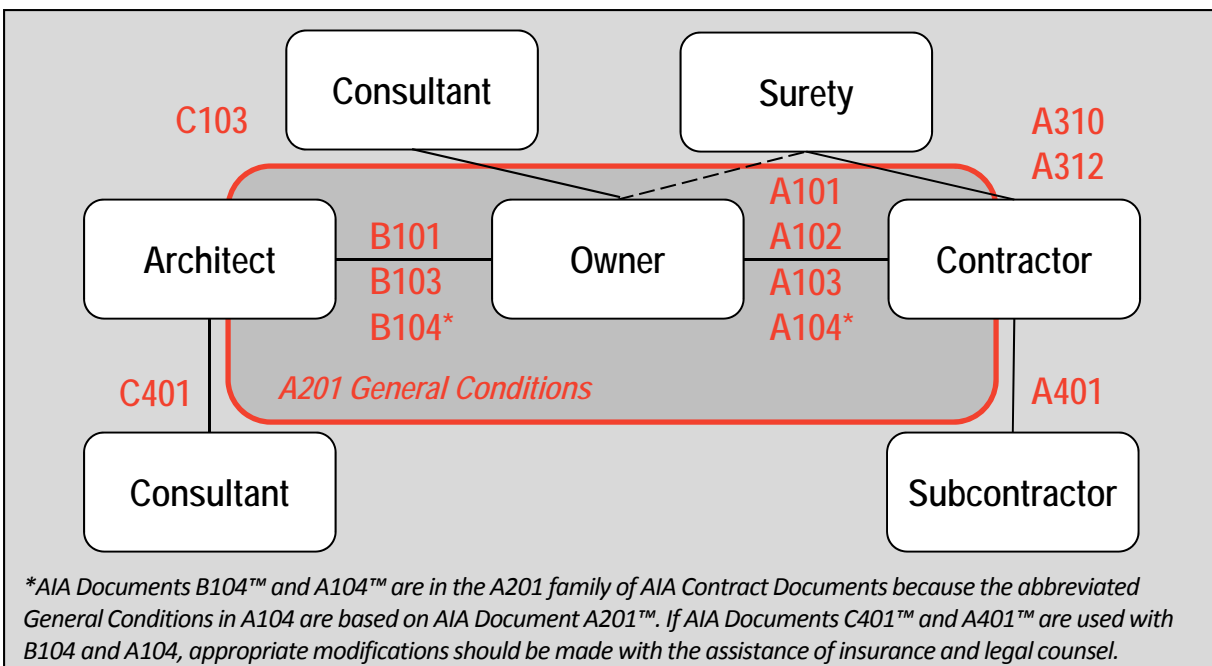 Consultant
Surety
C103
A310
A312
A101
Architect
B101
Owner
A102
Contractor
B103
A103
B104*
A104*
A201 General Conditions
C401
A401
Consultant
Subcontractor
*AIA Documents B104™ and A104™ are in the A201 family of AIA Contract Documents because the abbreviated
General Conditions in A104 are based on AIA Document A201™. If AIA Documents C401™ and A401™ are used with
B104 and A104, appropriate modifications should be made with the assistance of insurance and legal counsel.